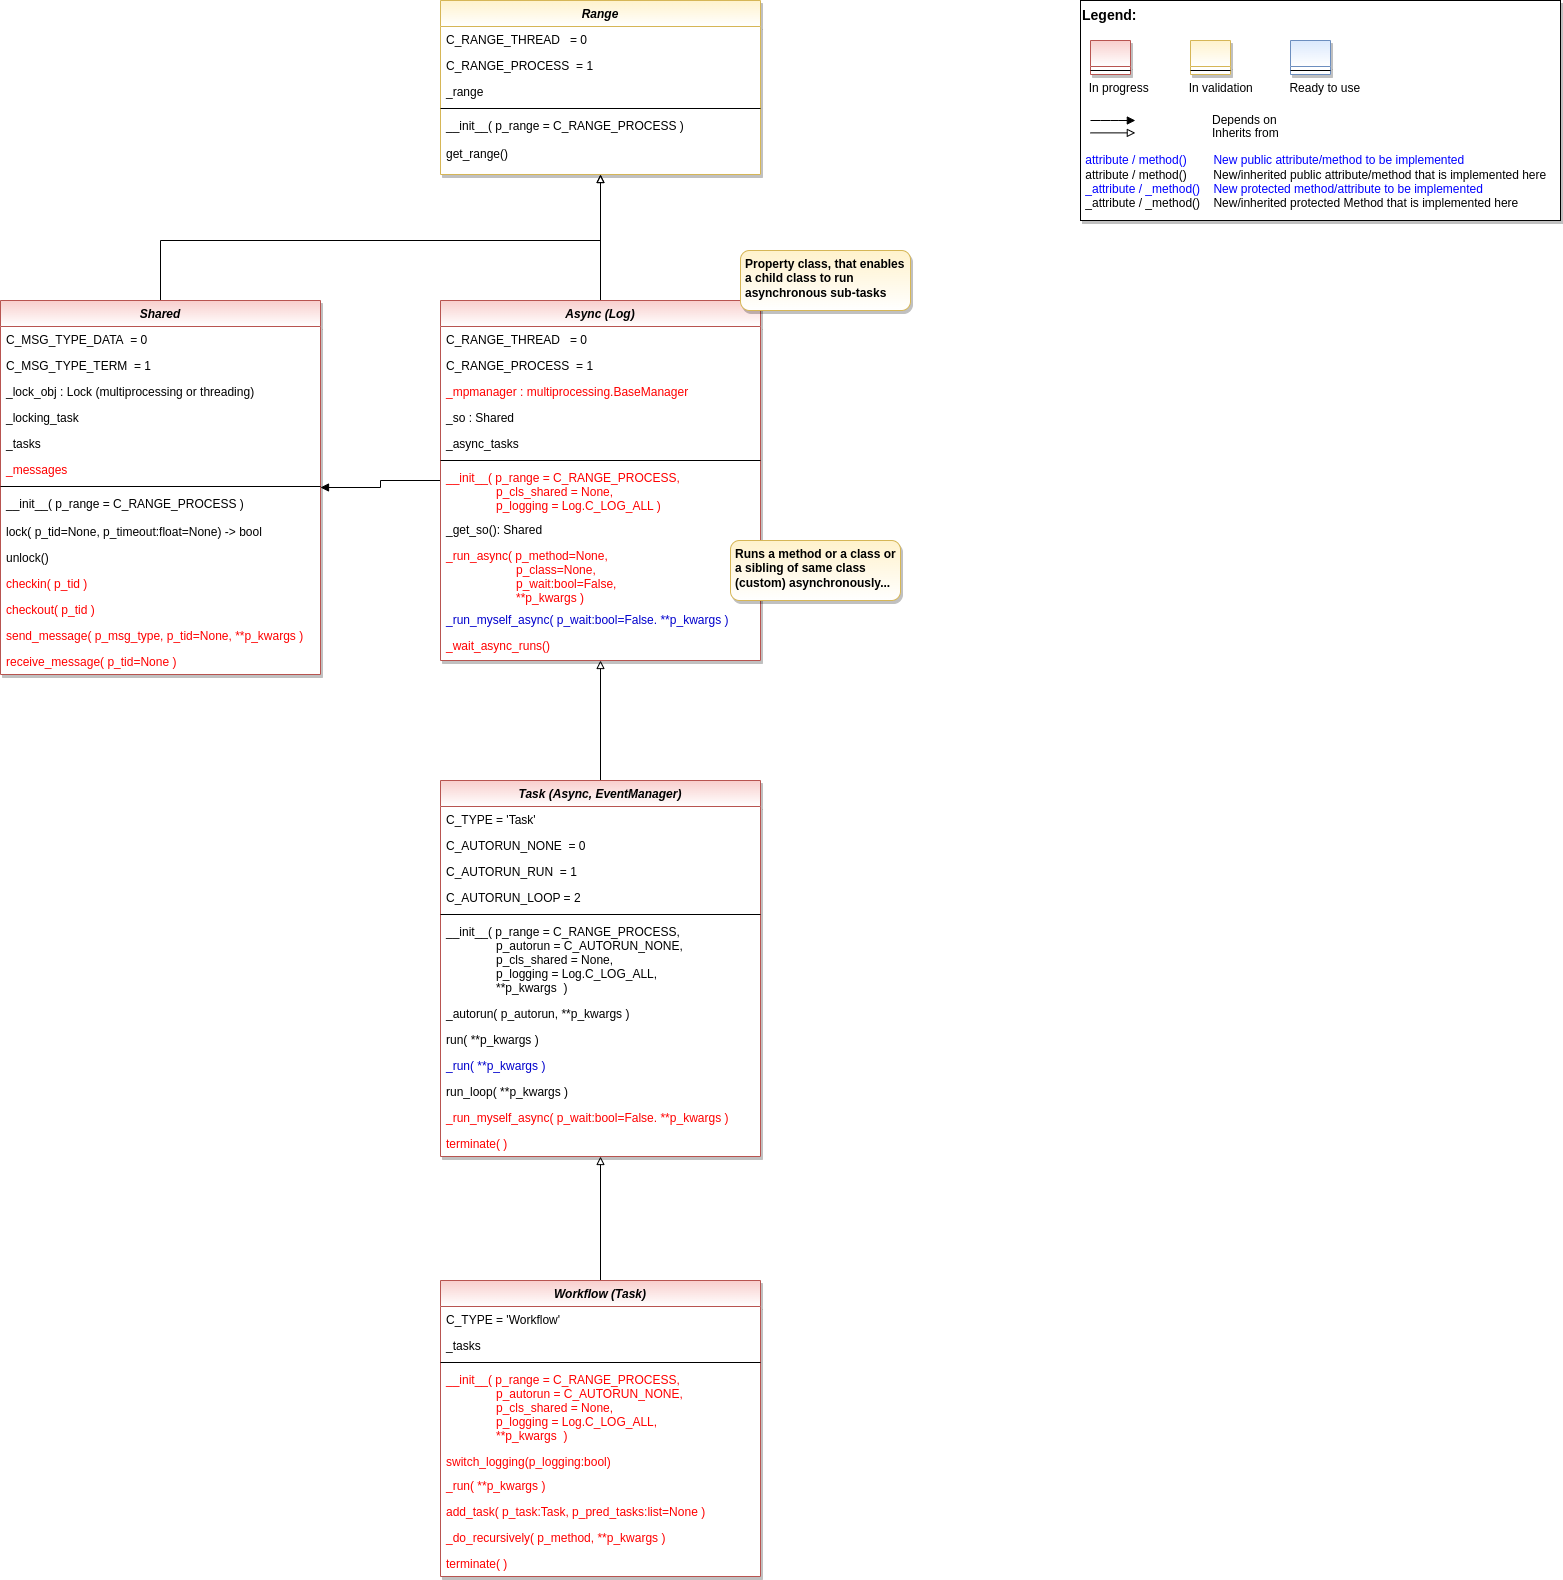 Range
C_RANGE_THREAD   = 0
C_RANGE_PROCESS  = 1
_range
__init__( p_range = C_RANGE_PROCESS )
get_range()
Legend:
In progress
In validation
Ready to use
Depends on
Inherits from
attribute / method() New public attribute/method to be implemented
attribute / method() New/inherited public attribute/method that is implemented here
_attribute / _method() New protected method/attribute to be implemented
_attribute / _method() New/inherited protected Method that is implemented here
Property class, that enables
a child class to run
asynchronous sub-tasks
Shared
C_MSG_TYPE_DATA  = 0
C_MSG_TYPE_TERM  = 1
_lock_obj : Lock (multiprocessing or threading)
_locking_task
_tasks
_messages
__init__( p_range = C_RANGE_PROCESS )
lock( p_tid=None, p_timeout:float=None) -> bool
unlock()
checkin( p_tid )
checkout( p_tid )
send_message( p_msg_type, p_tid=None, **p_kwargs )
receive_message( p_tid=None )
Async (Log)
C_RANGE_THREAD   = 0
C_RANGE_PROCESS  = 1
_mpmanager : multiprocessing.BaseManager
_so : Shared
_async_tasks
__init__( p_range = C_RANGE_PROCESS,
p_cls_shared = None,
p_logging = Log.C_LOG_ALL )
_get_so(): Shared
_run_async( p_method=None,
p_class=None,
p_wait:bool=False,
**p_kwargs )
_run_myself_async( p_wait:bool=False. **p_kwargs )
_wait_async_runs()
Runs a method or a class or
a sibling of same class
(custom) asynchronously...
Task (Async, EventManager)
C_TYPE = 'Task'
C_AUTORUN_NONE  = 0
C_AUTORUN_RUN  = 1
C_AUTORUN_LOOP = 2
__init__( p_range = C_RANGE_PROCESS,
p_autorun = C_AUTORUN_NONE,
p_cls_shared = None,
p_logging = Log.C_LOG_ALL,
**p_kwargs  )
_autorun( p_autorun, **p_kwargs )
run( **p_kwargs )
_run( **p_kwargs )
run_loop( **p_kwargs )
_run_myself_async( p_wait:bool=False. **p_kwargs )
terminate( )
Workflow (Task)
C_TYPE = 'Workflow'
_tasks
__init__( p_range = C_RANGE_PROCESS,
p_autorun = C_AUTORUN_NONE,
p_cls_shared = None,
p_logging = Log.C_LOG_ALL,
**p_kwargs  )
switch_logging(p_logging:bool)
_run( **p_kwargs )
add_task( p_task:Task, p_pred_tasks:list=None )
_do_recursively( p_method, **p_kwargs )
terminate( )